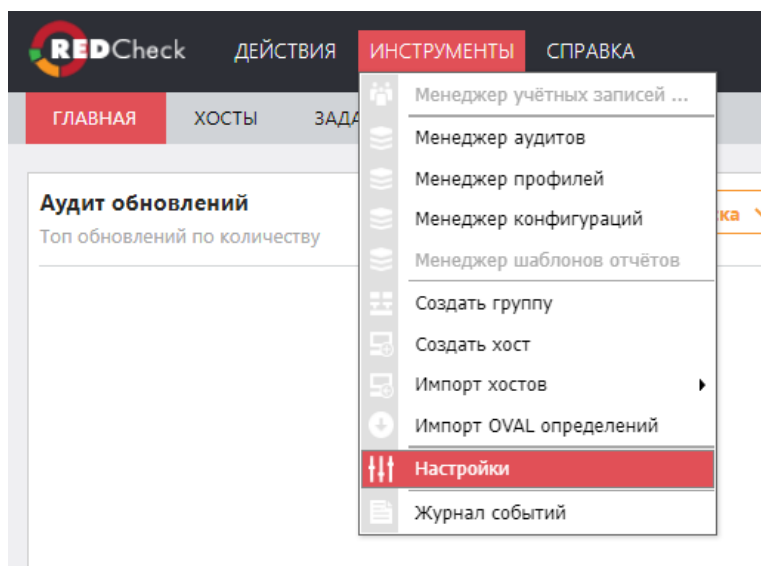 REDCheck ДЕЙСТВИЯ ИНСТРУМЕНТЫ СПРАВКА
ГЛАВНАЯ ХОСТЫ
Менеджер учётных записей ...
Менеджер аудитов
Менеджер профилей
Менеджер конфигураций
Менеджер шаблонов отчётов
Создать группу
Создать хост
Импорт хостов
Импорт OVAL определений
Настройки
Журнал событий
Аудит обновлений
Топ обновлений по количеству